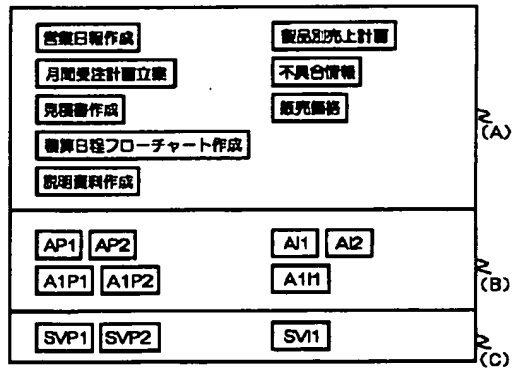 営業日報作成 製品別売上計画
月間受注計画立案 不具合情報
見積書作成 販売価格
積算日程フローチャート作成
説明資料作成
(A)
AP1 AP2 AI1 AI2
A1P1 A1P2 A1I1
(B)
SVP1 SVP2 SVI1
(C)